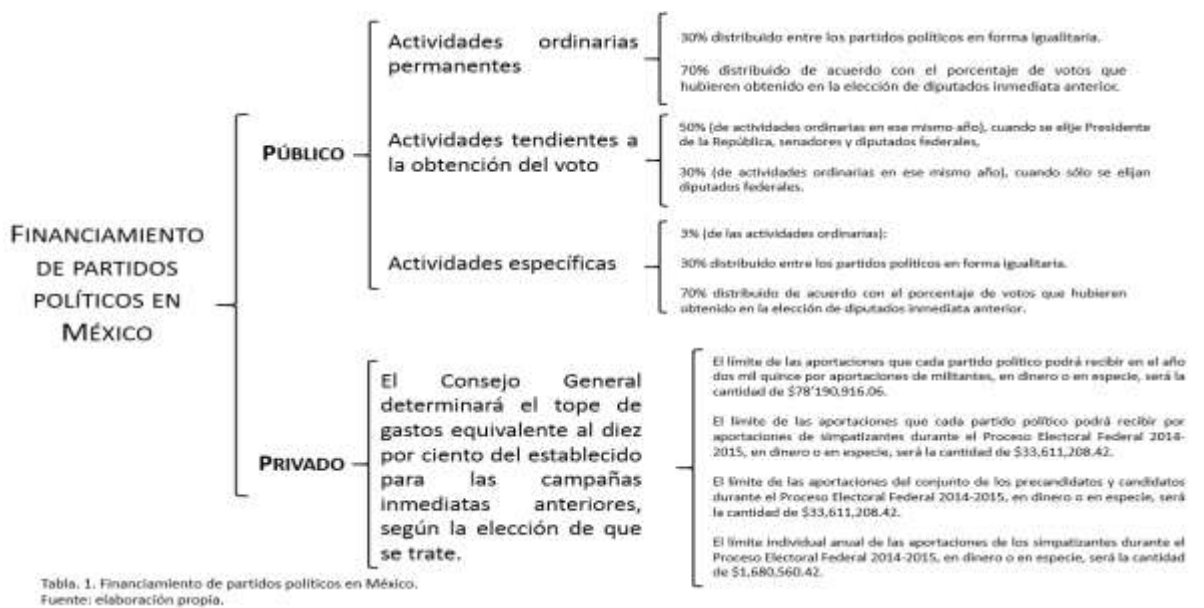 FINANCIAMIENTO
DE PARTIDOS
POLÍTICOS EN
MÉXICO
PÚBLICO
Actividades ordinarias
permanentes
30% distribuido entre los partidos políticos en forma igualitaria.
70% distribuido de acuerdo con el porcentaje de votos que
hubieren obtenido en la elección de diputados inmediata anterior.
Actividades tendientes a
la obtención del voto
50% (de actividades ordinarias en ese mismo año), cuando se elije Presidente
de la República, senadores y diputados federales,
30% (de actividades ordinarias en ese mismo año), cuando sólo se elijan
diputados federales.
Actividades específicas
3% (de las actividades ordinarias):
30% distribuido entre los partidos políticos en forma igualitaria.
70% distribuido de acuerdo con el porcentaje de votos que hubieren
obtenido en la elección de diputados inmediata anterior.
PRIVADO
El Consejo General
determinará el tope de
gastos equivalente al diez
por ciento del establecido
para las campañas
inmediatas anteriores,
según la elección de que
se trate.
El límite de las aportaciones que cada partido político podrá recibir en el año
dos mil quince por aportaciones de militantes, en dinero o en especie, será la
cantidad de $78'190,916.06.
El límite de las aportaciones que cada partido político podrá recibir por
aportaciones de simpatizantes durante el Proceso Electoral Federal 2014-
2015, en dinero o en especie, será la cantidad de $33,611,208.42.
El límite de las aportaciones del conjunto de los precandidatos y candidatos
durante el Proceso Electoral Federal 2014-2015, en dinero o en especie, será
la cantidad de $33,611,208.42.
El límite individual anual de las aportaciones de los simpatizantes durante el
Proceso Electoral Federal 2014-2015, en dinero o en especie, será la cantidad
de $1,680,560.42.
Tabla. 1. Financiamiento de partidos políticos en México.
Fuente: elaboración propia.